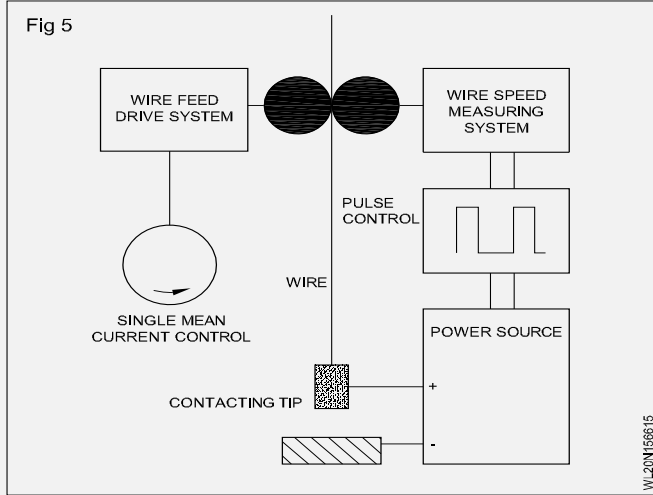 Fig 5
WIRE FEED
DRIVE SYSTEM
WIRE SPEED
MEASURING
SYSTEM
PULSE
CONTROL
WIRE
SINGLE MEAN
CURRENT CONTROL
POWER SOURCE
CONTACTING TIP
+
-
WL20N156615